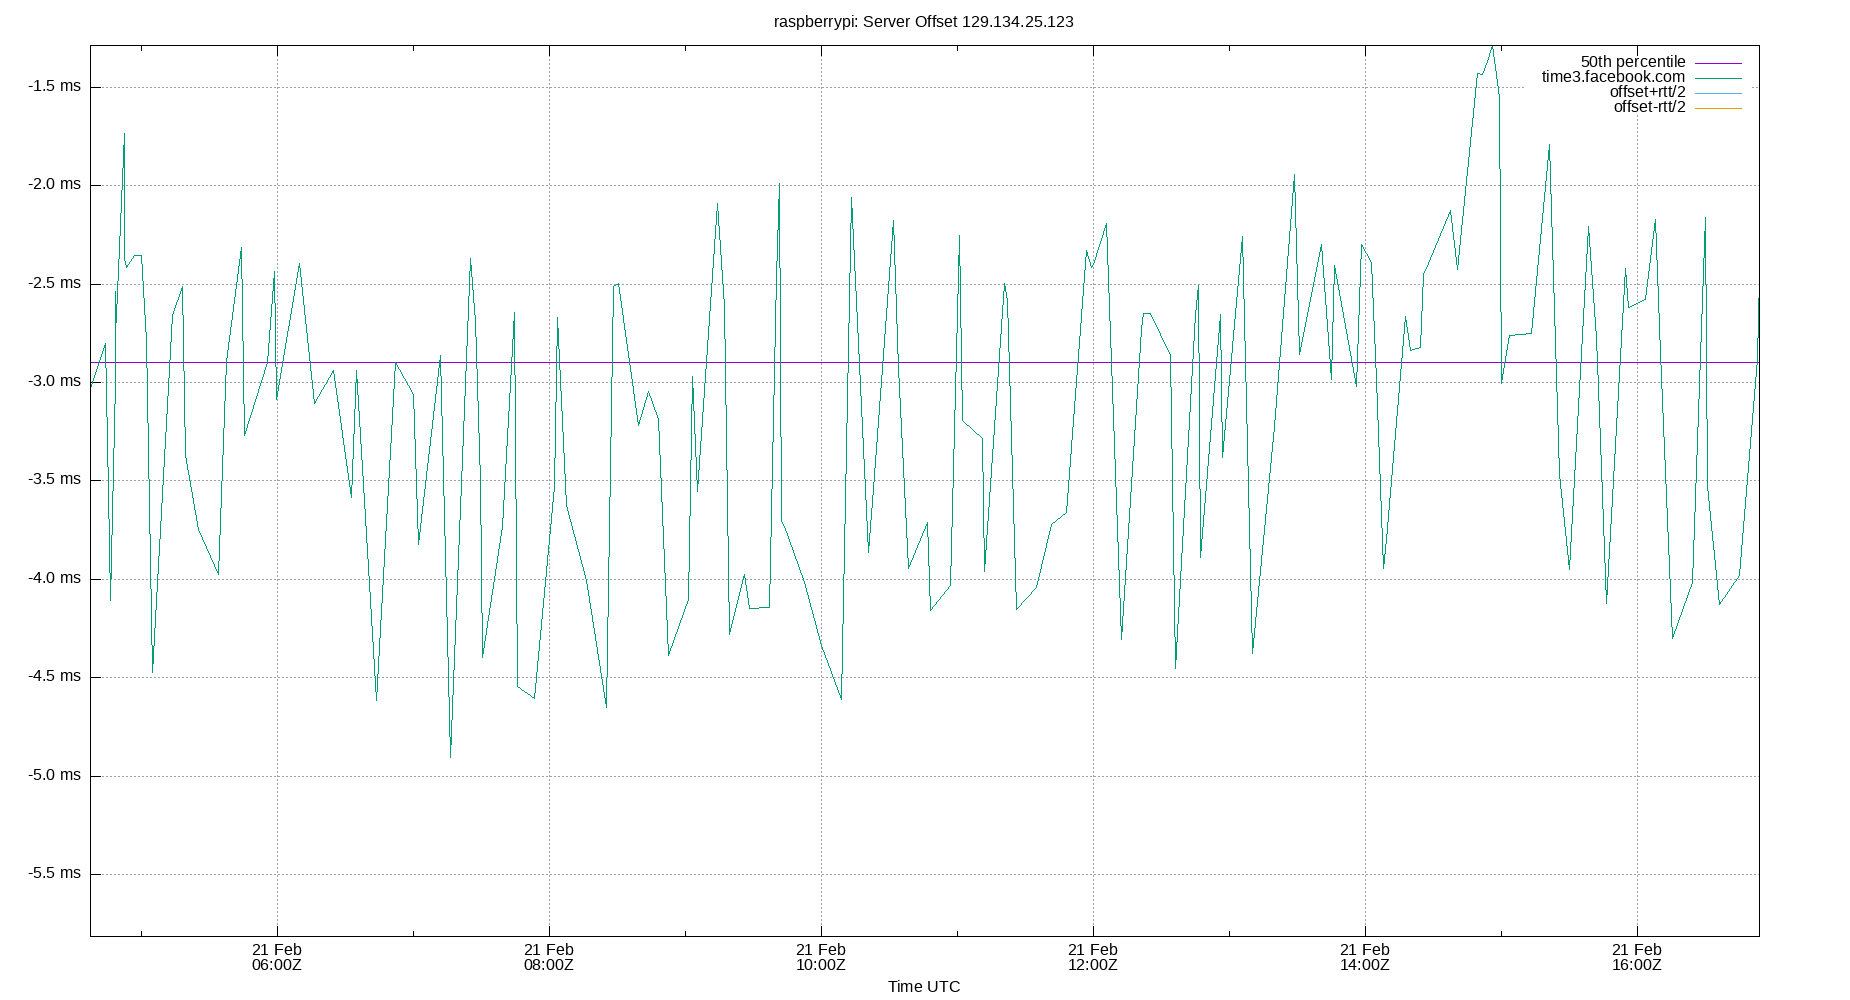 raspberrypi: Server Offset 129.134.25.123
50th percentile
time3.facebook.com
offset+rtt/2
offset-rtt/2
-1.5 ms
-2.0 ms
-2.5 ms
-3.0 ms
-3.5 ms
-4.0 ms
-4.5 ms
-5.0 ms
-5.5 ms
21 Feb 21 Feb 21 Feb 21 Feb 21 Feb 21 Feb
06:00Z 08:00Z 10:00Z 12:00Z 14:00Z 16:00Z
Time UTC